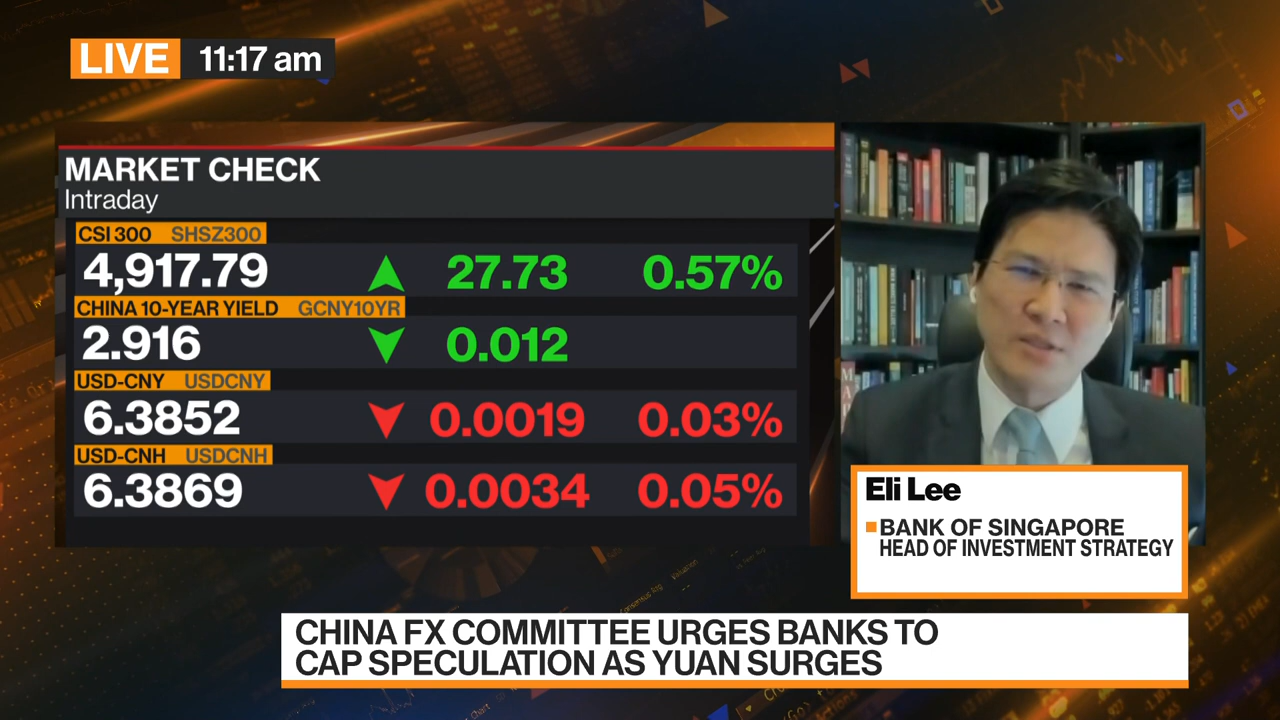 LIVE 11:17 am
MARKET CHECK
Intraday
CSI 300 SHSZ300
4,917.79 ▲ 27.73 0.57%
CHINA 10-YEAR YIELD GCNY10YR
2.916 ▼ 0.012
USD-CNY USDCNY
6.3852 ▼ 0.0019 0.03%
USD-CNH USDCNH
6.3869 ▼ 0.0034 0.05%
Eli Lee
BANK OF SINGAPORE
HEAD OF INVESTMENT STRATEGY
CHINA FX COMMITTEE URGES BANKS TO
CAP SPECULATION AS YUAN SURGES